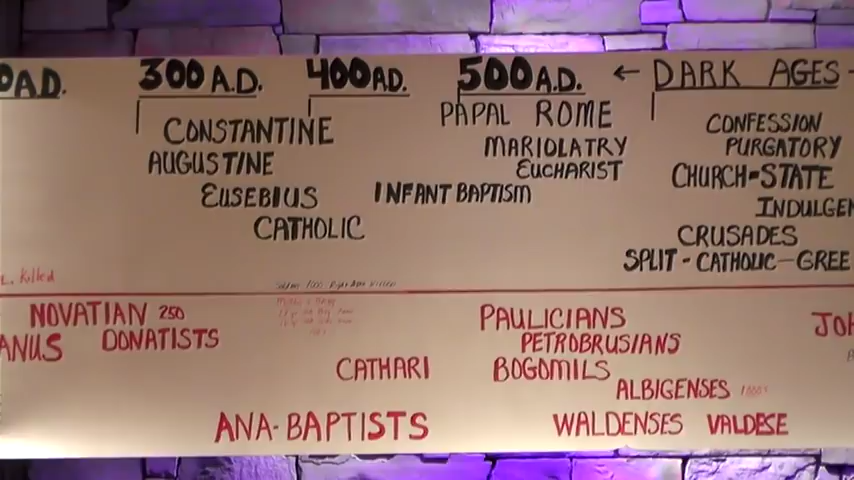 0 A.D. 300 A.D. 400 A.D. 500 A.D. ← DARK AGES
CONSTANTINE
AUGUSTINE
EUSEBIUS
CATHOLIC
INFANT BAPTISM
PAPAL ROME
MARIOLATRY
EUCHARIST
CONFESSION
PURGATORY
CHURCH-STATE
INDULGEN
CRUSADES
SPLIT - CATHOLIC - GREE
Killed
NOVATIAN 250
ANUS DONATISTS
CATHARI
ANA-BAPTISTS
PAULICIANS
PETROBRUSIANS
BOGOMILS
ALBIGENSES
WALDENSES VALDESE
JOH